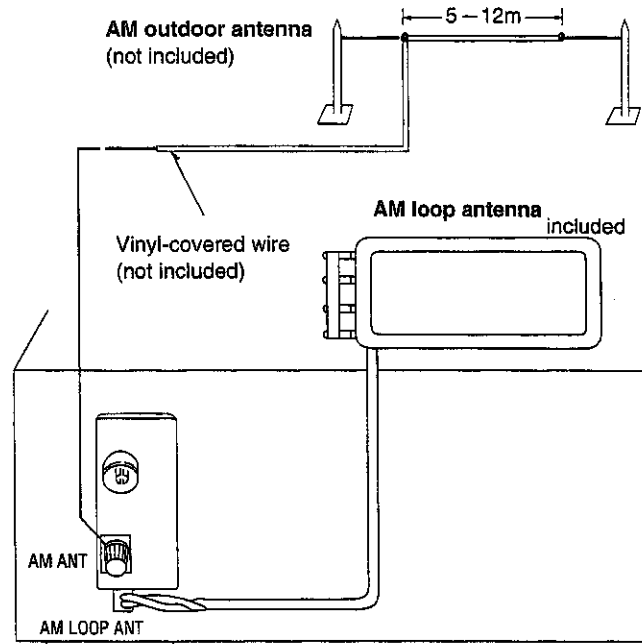 5–12m
AM outdoor antenna
(not included)
AM loop antenna
included
Vinyl-covered wire
(not included)
AM ANT
AM LOOP ANT